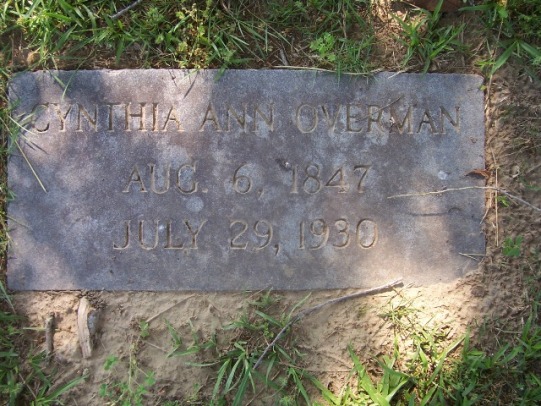 CYNTHIA ANN OVERMAN
AUG. 6, 1847
JULY 29, 1930